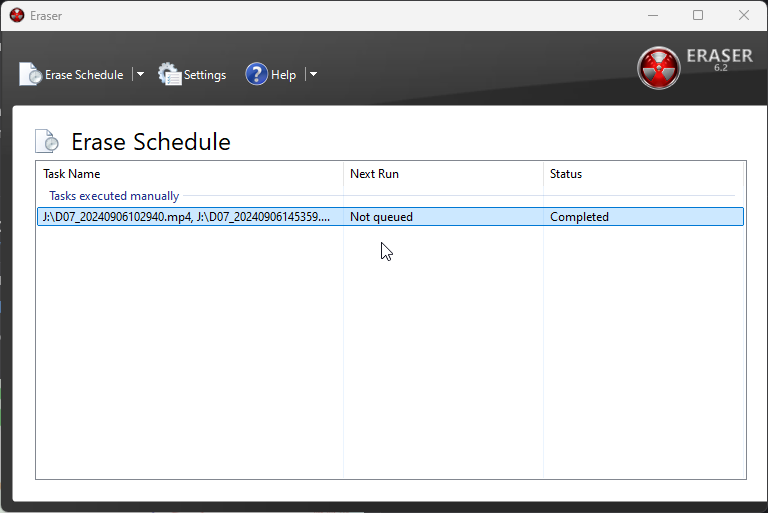 Eraser
Erase Schedule Settings Help
ERASER
6.2
Erase Schedule
Task Name Next Run Status
Tasks executed manually
J:\D07_20240906102940.mp4, J:\D07_20240906145359.... Not queued Completed